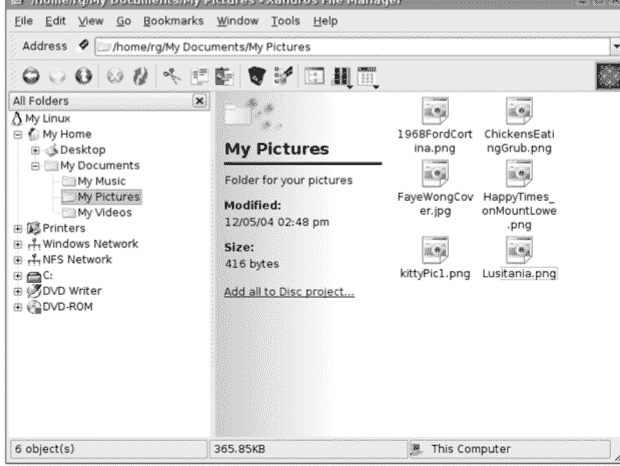 /home/rg/My Documents/My Pictures - Xandros File Manager
File Edit View Go Bookmarks Window Tools Help
Address /home/rg/My Documents/My Pictures
All Folders
My Linux
My Home
Desktop
My Documents
My Music
My Pictures
My Videos
Printers
Windows Network
NFS Network
C:
DVD Writer
DVD-ROM
My Pictures
Folder for your pictures
Modified:
12/05/04 02:48 pm
Size:
416 bytes
Add all to Disc project...
1968FordCort
ina.png
ChickensEati
ngGrub.png
FayeWongCov
er.jpg
HappyTimes_
onMountLowe
.png
kittyPic1.png
Lusitania.png
6 object(s)
365.85KB
This Computer